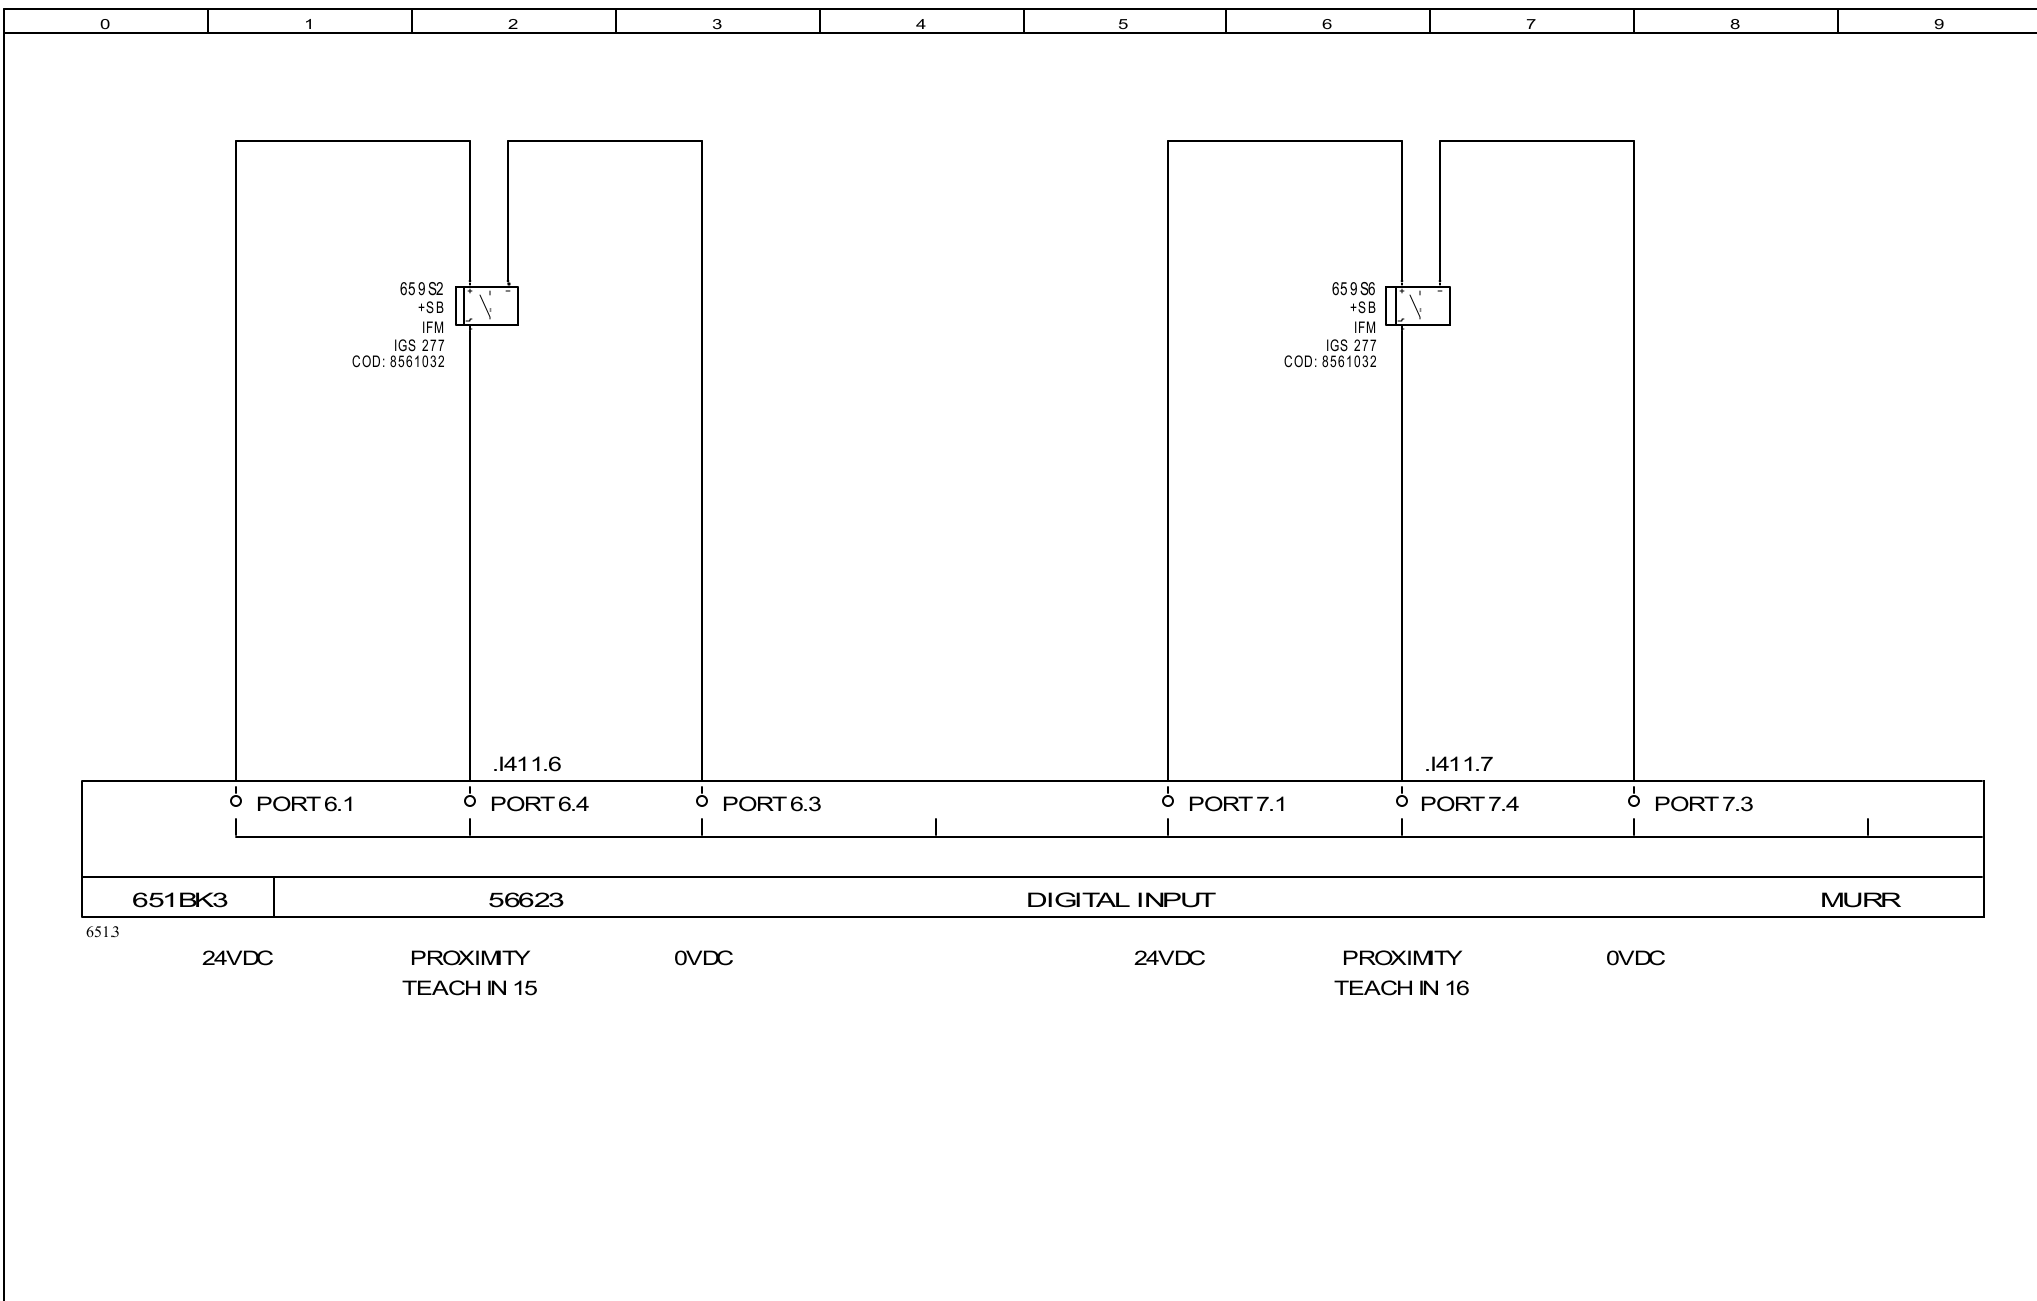 0 1 2 3 4 5 6 7 8 9
659S2
+SB
IFM
IGS 277
COD: 8561032
659S6
+SB
IFM
IGS 277
COD: 8561032
.I411.6 .I411.7
PORT 6.1 PORT 6.4 PORT 6.3 PORT 7.1 PORT 7.4 PORT 7.3
651BK3 56623 DIGITAL INPUT MURR
651.3
24VDC PROXIMITY 0VDC 24VDC PROXIMITY 0VDC
TEACH IN 15 TEACH IN 16